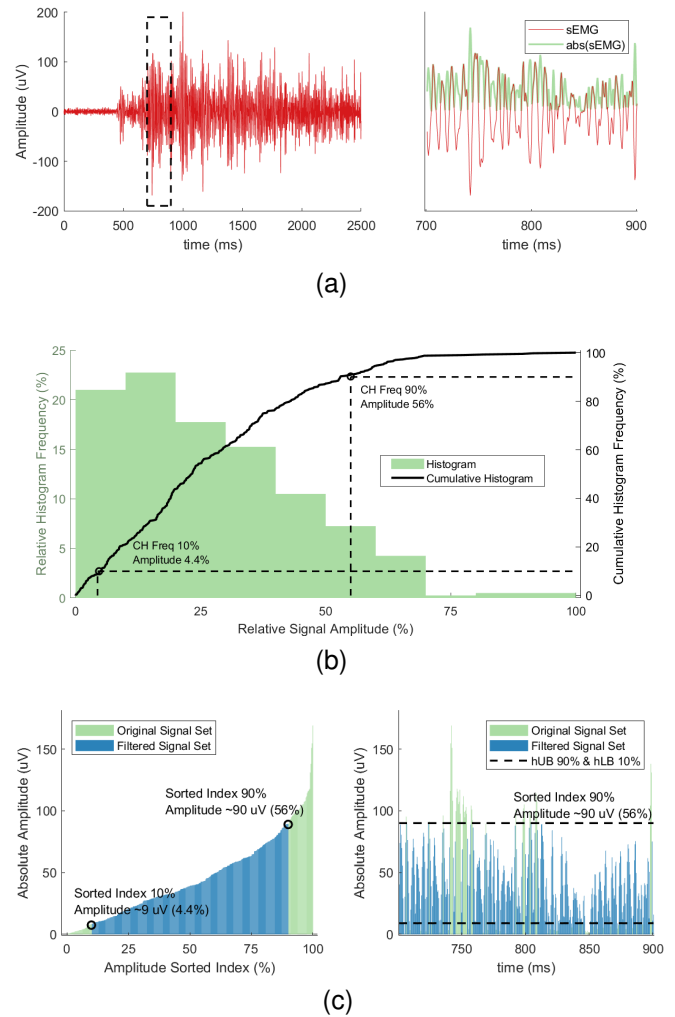 200
100
0
-100
-200
Amplitude (uV)
0
500
1000
1500
2000
2500
time (ms)
sEMG
abs(sEMG)
700
800
900
time (ms)
(a)
25
20
15
10
5
0
Relative Histogram Frequency (%)
CH Freq 90%
Amplitude 56%
Histogram
Cumulative Histogram
CH Freq 10%
Amplitude 4.4%
100
80
60
40
20
0
Cumulative Histogram Frequency (%)
0
25
50
75
100
Relative Signal Amplitude (%)
(b)
Original Signal Set
Filtered Signal Set
150
100
50
0
Absolute Amplitude (uV)
Sorted Index 90%
Amplitude ~90 uV (56%)
Sorted Index 10%
Amplitude ~9 uV (4.4%)
0
25
50
75
100
Amplitude Sorted Index (%)
Original Signal Set
Filtered Signal Set
hUB 90% & hLB 10%
150
100
50
0
Absolute Amplitude (uV)
Sorted Index 90%
Amplitude ~90 uV (56%)
750
800
850
900
time (ms)
(c)